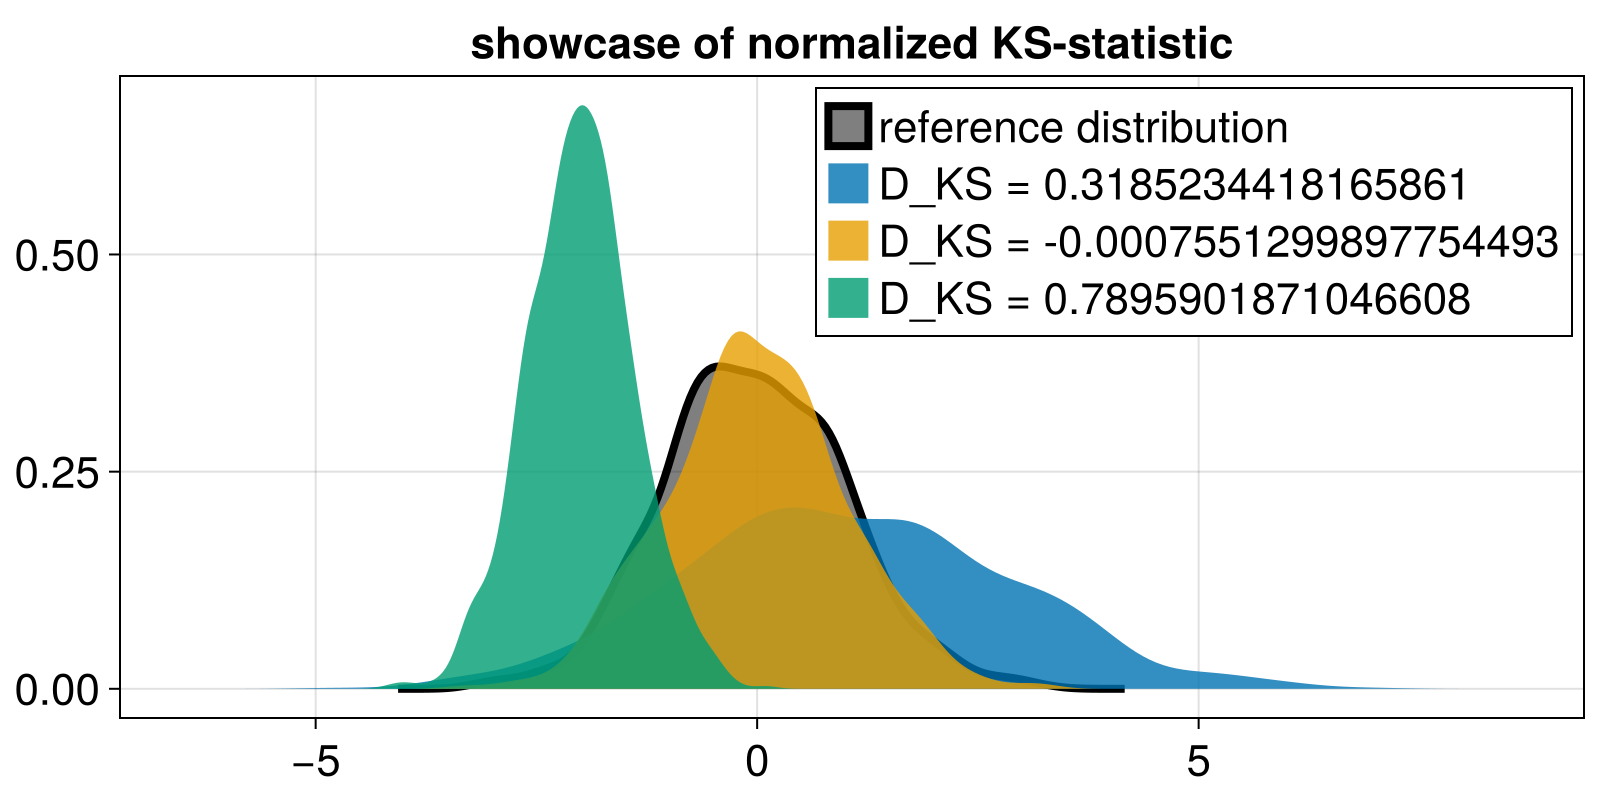 showcase of normalized KS-statistic
reference distribution
D_KS = 0.3185234418165861
D_KS = -0.0007551299897754493
D_KS = 0.7895901871046608
0.50
0.25
0.00
−5
0
5